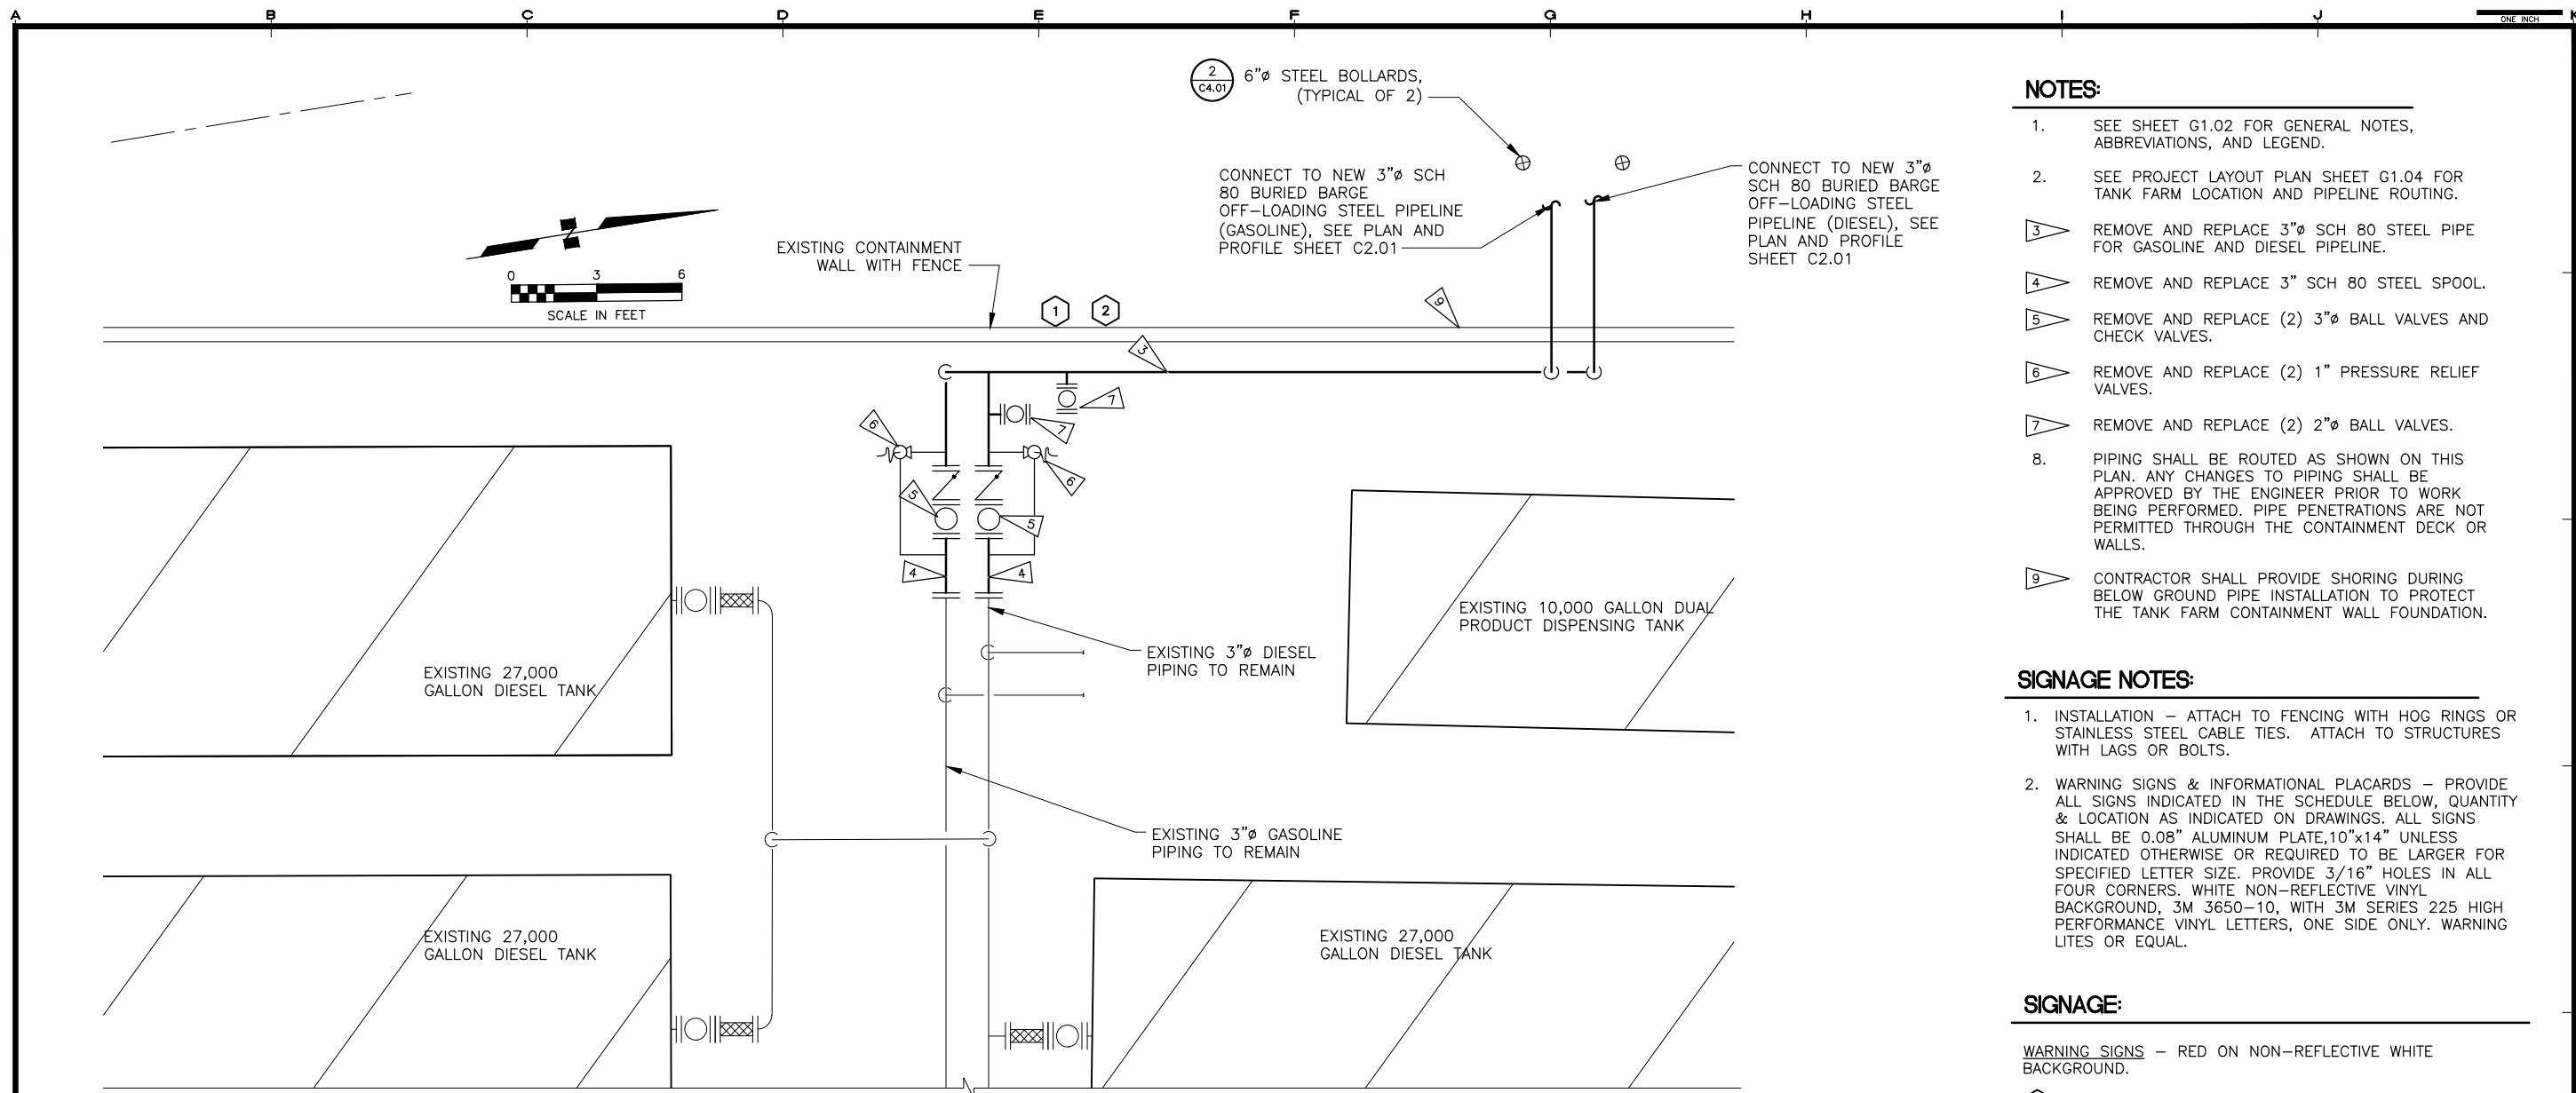 A B C D E F G H I J K
ONE INCH
2
C4.01
6"ø STEEL BOLLARDS,
(TYPICAL OF 2)
CONNECT TO NEW 3"ø SCH
80 BURIED BARGE
OFF-LOADING STEEL PIPELINE
(GASOLINE), SEE PLAN AND
PROFILE SHEET C2.01
CONNECT TO NEW 3"ø
SCH 80 BURIED BARGE
OFF-LOADING STEEL
PIPELINE (DIESEL), SEE
PLAN AND PROFILE
SHEET C2.01
EXISTING CONTAINMENT
WALL WITH FENCE
N
0 3 6
SCALE IN FEET
1
2
9
3
7
7
6
6
5
5
4
4
EXISTING 27,000
GALLON DIESEL TANK
EXISTING 10,000 GALLON DUAL
PRODUCT DISPENSING TANK
EXISTING 3"ø DIESEL
PIPING TO REMAIN
EXISTING 3"ø GASOLINE
PIPING TO REMAIN
EXISTING 27,000
GALLON DIESEL TANK
EXISTING 27,000
GALLON DIESEL TANK
NOTES:
1. SEE SHEET G1.02 FOR GENERAL NOTES,
ABBREVIATIONS, AND LEGEND.
2. SEE PROJECT LAYOUT PLAN SHEET G1.04 FOR
TANK FARM LOCATION AND PIPELINE ROUTING.
3 REMOVE AND REPLACE 3"ø SCH 80 STEEL PIPE
FOR GASOLINE AND DIESEL PIPELINE.
4 REMOVE AND REPLACE 3" SCH 80 STEEL SPOOL.
5 REMOVE AND REPLACE (2) 3"ø BALL VALVES AND
CHECK VALVES.
6 REMOVE AND REPLACE (2) 1" PRESSURE RELIEF
VALVES.
7 REMOVE AND REPLACE (2) 2"ø BALL VALVES.
8. PIPING SHALL BE ROUTED AS SHOWN ON THIS
PLAN. ANY CHANGES TO PIPING SHALL BE
APPROVED BY THE ENGINEER PRIOR TO WORK
BEING PERFORMED. PIPE PENETRATIONS ARE NOT
PERMITTED THROUGH THE CONTAINMENT DECK OR
WALLS.
9 CONTRACTOR SHALL PROVIDE SHORING DURING
BELOW GROUND PIPE INSTALLATION TO PROTECT
THE TANK FARM CONTAINMENT WALL FOUNDATION.
SIGNAGE NOTES:
1. INSTALLATION – ATTACH TO FENCING WITH HOG RINGS OR
STAINLESS STEEL CABLE TIES. ATTACH TO STRUCTURES
WITH LAGS OR BOLTS.
2. WARNING SIGNS & INFORMATIONAL PLACARDS – PROVIDE
ALL SIGNS INDICATED IN THE SCHEDULE BELOW, QUANTITY
& LOCATION AS INDICATED ON DRAWINGS. ALL SIGNS
SHALL BE 0.08" ALUMINUM PLATE,10"x14" UNLESS
INDICATED OTHERWISE OR REQUIRED TO BE LARGER FOR
SPECIFIED LETTER SIZE. PROVIDE 3/16" HOLES IN ALL
FOUR CORNERS. WHITE NON-REFLECTIVE VINYL
BACKGROUND, 3M 3650-10, WITH 3M SERIES 225 HIGH
PERFORMANCE VINYL LETTERS, ONE SIDE ONLY. WARNING
LITES OR EQUAL.
SIGNAGE:
WARNING SIGNS – RED ON NON-REFLECTIVE WHITE
BACKGROUND.